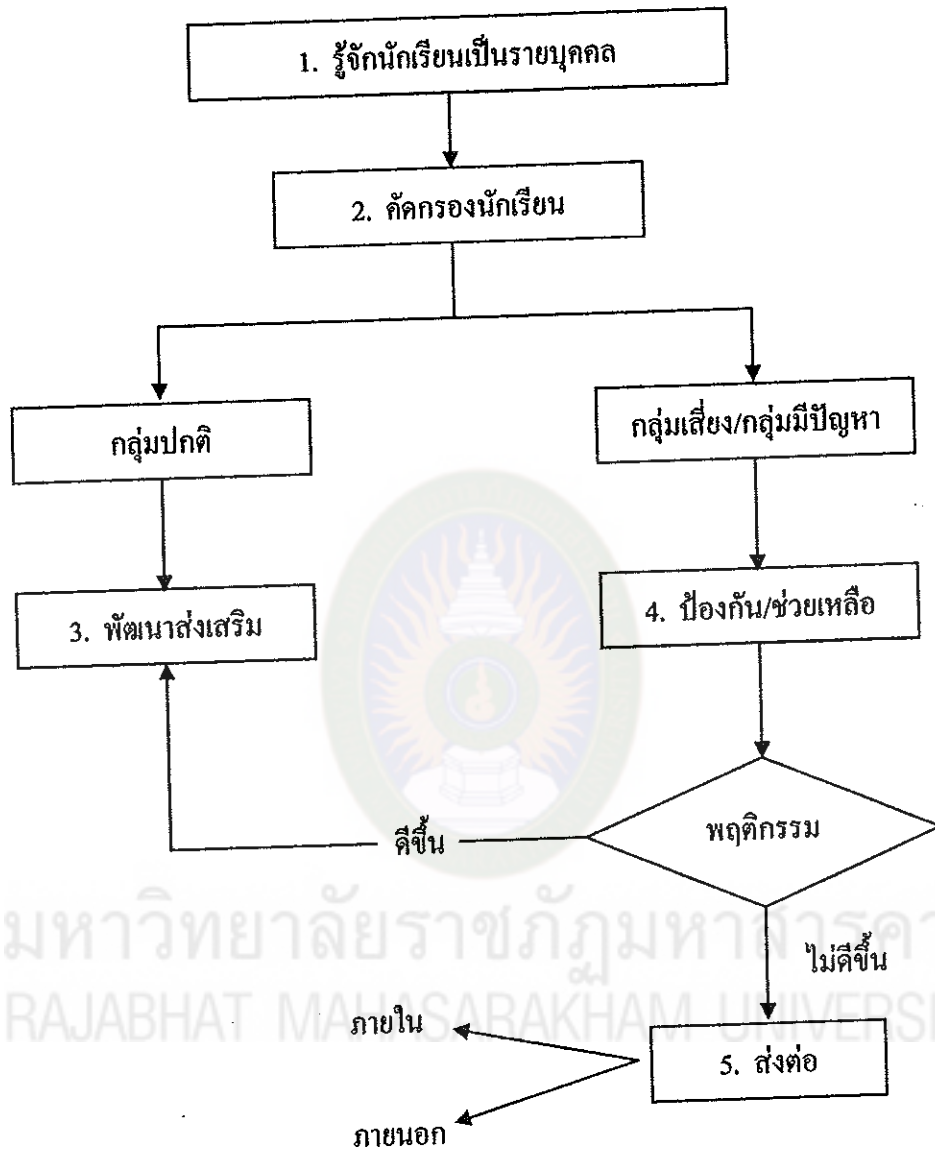 1. รู้จักนักเรียนเป็นรายบุคคล
2. คัดกรองนักเรียน
กลุ่มปกติ
กลุ่มเสี่ยง/กลุ่มมีปัญหา
3. พัฒนาส่งเสริม
4. ป้องกัน/ช่วยเหลือ
พฤติกรรม
ดีขึ้น
ไม่ดีขึ้น
มหาวิทยาลัยราชภัฏมหาสารคา
RAJABHAT MAHASARAKHAM UNIVERSI
ภายใน
5. ส่งต่อ
ภายนอก